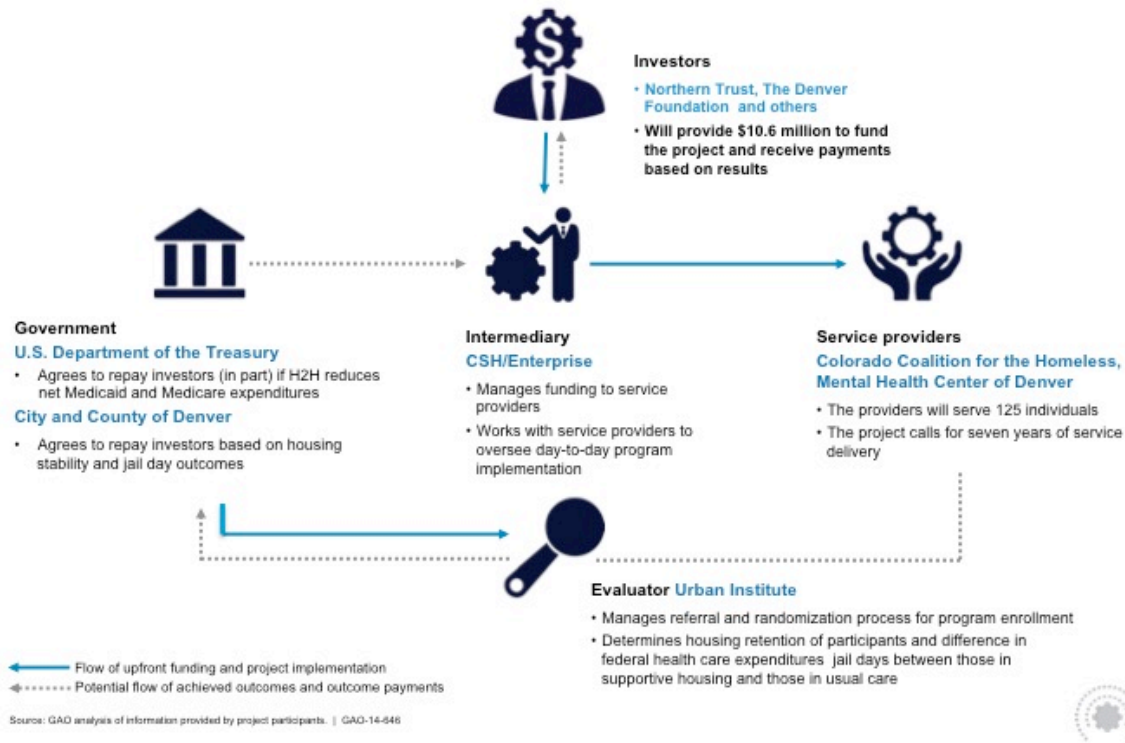 $
Investors
• Northern Trust, The Denver
Foundation and others
• Will provide $10.6 million to fund
the project and receive payments
based on results
Government
U.S. Department of the Treasury
• Agrees to repay investors (in part) if H2H reduces
net Medicaid and Medicare expenditures
City and County of Denver
• Agrees to repay investors based on housing
stability and jail day outcomes
Intermediary
CSH/Enterprise
• Manages funding to service
providers
• Works with service providers to
oversee day-to-day program
implementation
Service providers
Colorado Coalition for the Homeless,
Mental Health Center of Denver
• The providers will serve 125 individuals
• The project calls for seven years of service
delivery
Evaluator Urban Institute
• Manages referral and randomization process for program enrollment
• Determines housing retention of participants and difference in
federal health care expenditures jail days between those in
supportive housing and those in usual care
Flow of upfront funding and project implementation
Potential flow of achieved outcomes and outcome payments
Source: GAO analysis of information provided by project participants. | GAO-14-646